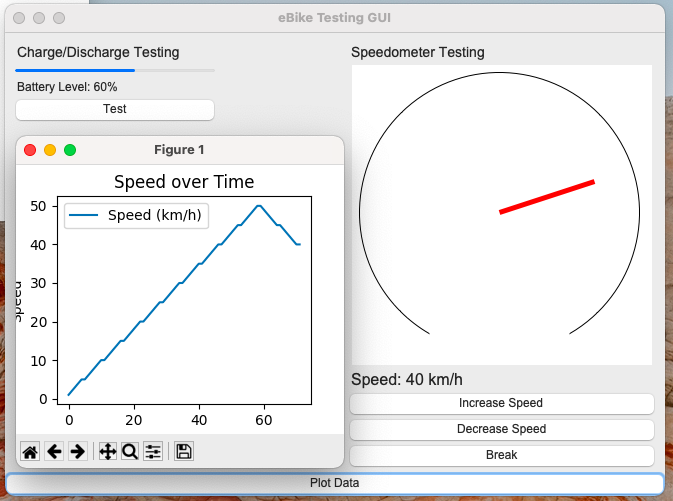 eBike Testing GUI
Charge/Discharge Testing
Battery Level: 60%
Test
Speedometer Testing
Speed: 40 km/h
Increase Speed
Decrease Speed
Break
Plot Data
Figure 1
Speed over Time
Speed (km/h)
50
40
30
20
10
0
Speed
0 20 40 60